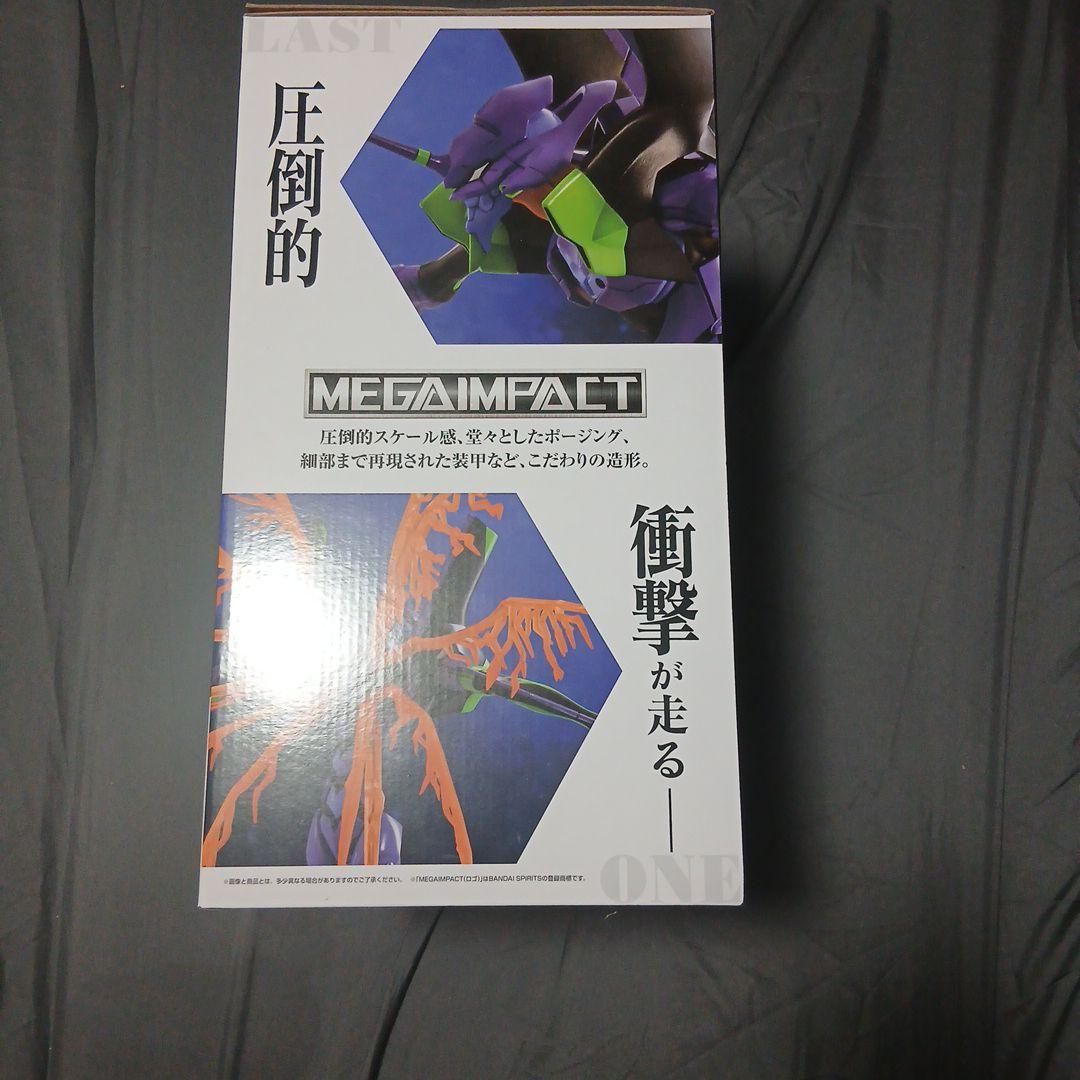 LAST
圧倒的
MEGAIMPACT
圧倒的スケール感、堂々としたポージング、
細部まで再現された装甲など、こだわりの造形。
衝撃が走る──
※画像と商品とは、多少異なる場合がありますのでご了承ください。 ※「MEGAIMPACT(ロゴ)」はBANDAI SPIRITSの登録商標です。
ONE